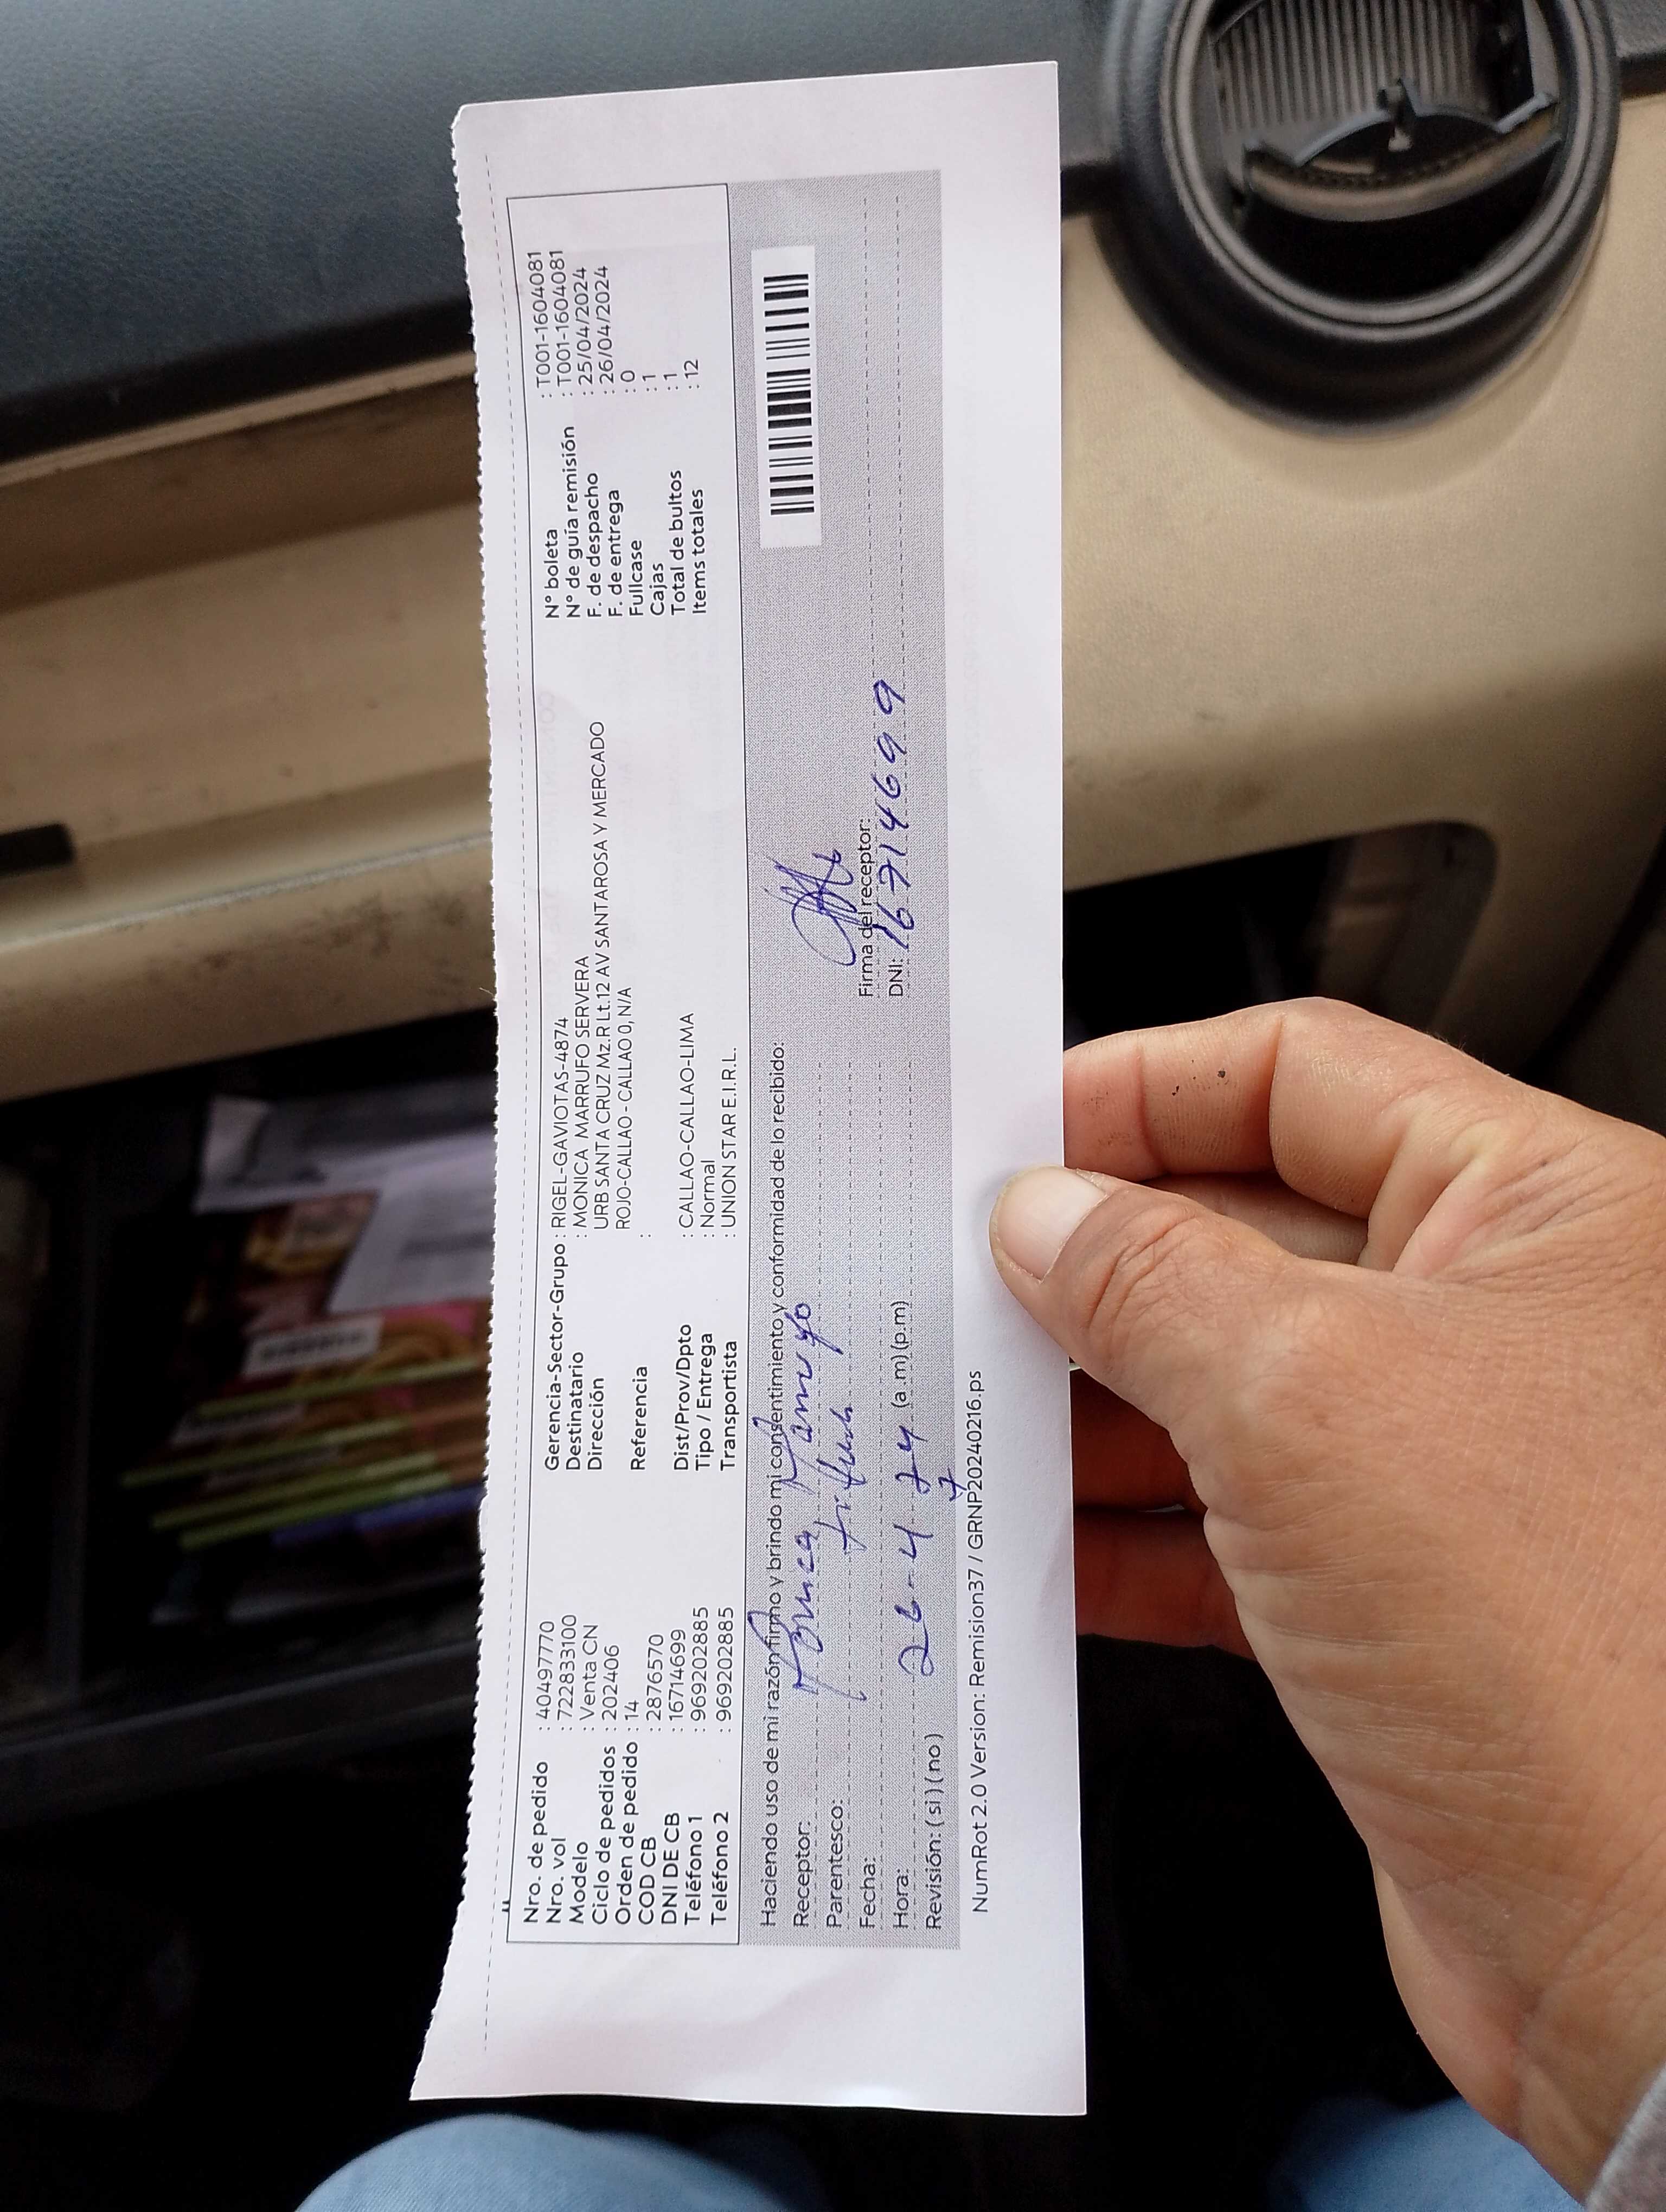 Nro. de pedido : 40497770
Nro. vol : 722833100
Modelo : Venta CN
Ciclo de pedidos : 202406
Orden de pedido : 14
COD CB : 2876570
DNI DE CB : 16714699
Teléfono 1 : 969202885
Teléfono 2 : 969202885
Gerencia-Sector-Grupo : RIGEL-GAVIOTAS-4874
Destinatario : MONICA MARRUFO SERVERA
Dirección URB SANTA CRUZ Mz.R Lt.12 AV SANTA ROSA Y MERCADO
ROJO-CALLAO - CALLAO 0, N/A
Referencia :
Dist/Prov/Dpto : CALLAO-CALLAO-LIMA
Tipo / Entrega : Normal
Transportista : UNION STAR E.I.R.L.
N° boleta : T001-1604081
N° de guía remisión : T001-1604081
F. de despacho : 25/04/2024
F. de entrega : 26/04/2024
Fullcase : 0
Cajas : 1
Total de bultos : 1
Items totales : 12
Haciendo uso de mi razón firmo y brindo mi consentimiento y conformidad de lo recibido:
Receptor:
Parentesco:
Fecha:
Hora: 26-4-24 (a.m) (p.m)
Revisión: ( si ) ( no )
Firma del receptor:
DNI: 16714699
NumRot 2.0 Version: Remision37 / GRNP20240216.ps